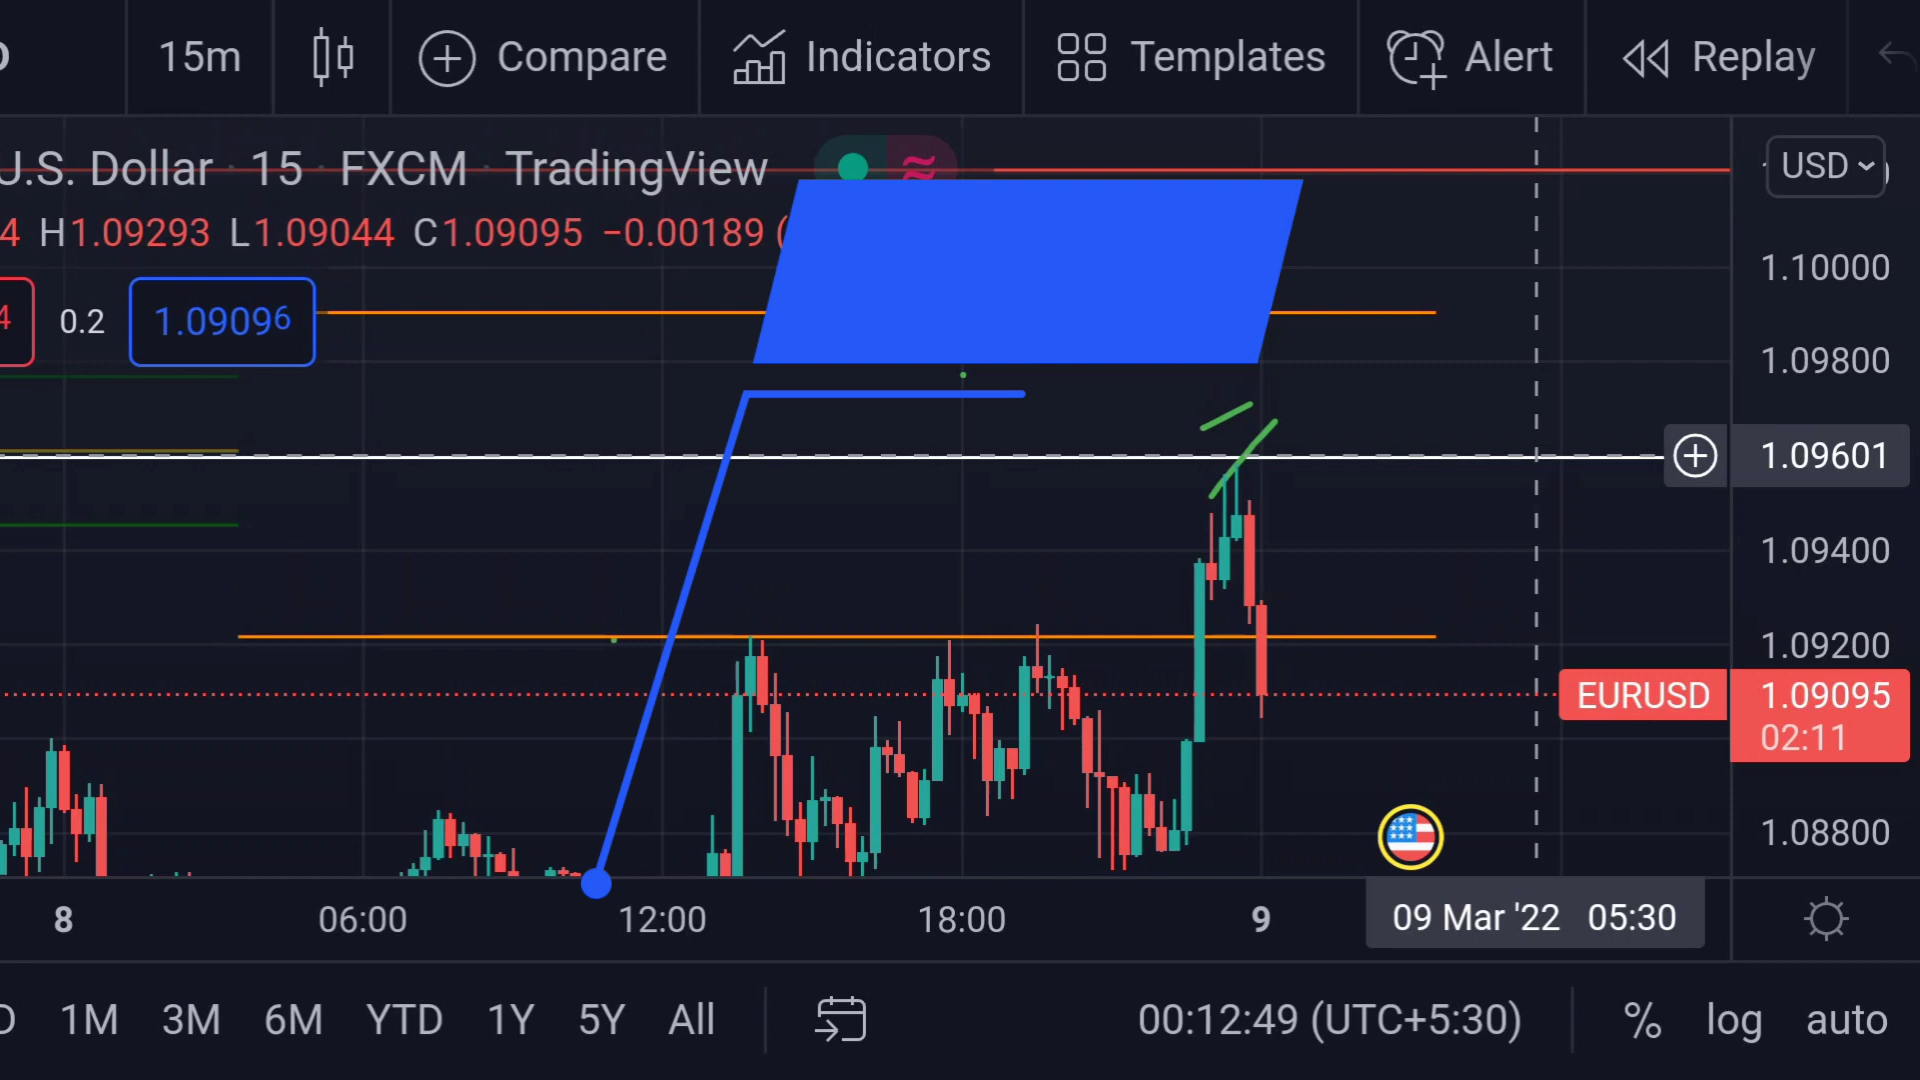 15m Compare Indicators Templates Alert Replay
U.S. Dollar · 15 · FXCM · TradingView
USD
4 H1.09293 L1.09044 C1.09095 −0.00189 (
4 0.2 1.09096
1.10000
1.09800
1.09601
1.09400
1.09200
EURUSD 1.09095
02:11
1.08800
8 06:00 12:00 18:00 9 09 Mar '22 05:30
D 1M 3M 6M YTD 1Y 5Y All 00:12:49 (UTC+5:30) % log auto